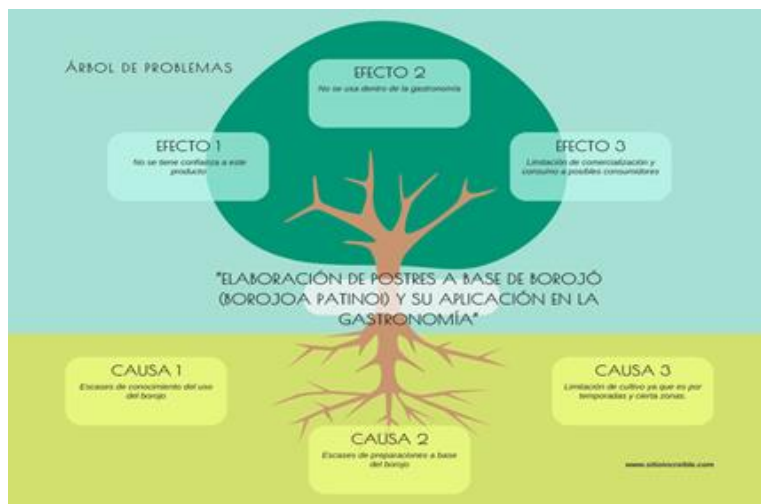 ÁRBOL DE PROBLEMAS
EFECTO 2
No se usa dentro de la gastronomía
EFECTO 1
No se tiene confianza a este
producto
EFECTO 3
Limitación de comercialización y
consumo a posibles consumidores
"ELABORACIÓN DE POSTRES A BASE DE BOROJÓ
(BOROJOA PATINOI) Y SU APLICACIÓN EN LA
GASTRONOMÍA"
CAUSA 1
Escases de conocimiento del uso
del borojo
CAUSA 3
Limitación de cultivo ya que es por
temporadas y cierta zonas.
CAUSA 2
Escases de preparaciones a base
del borojo
www.sitioincreible.com